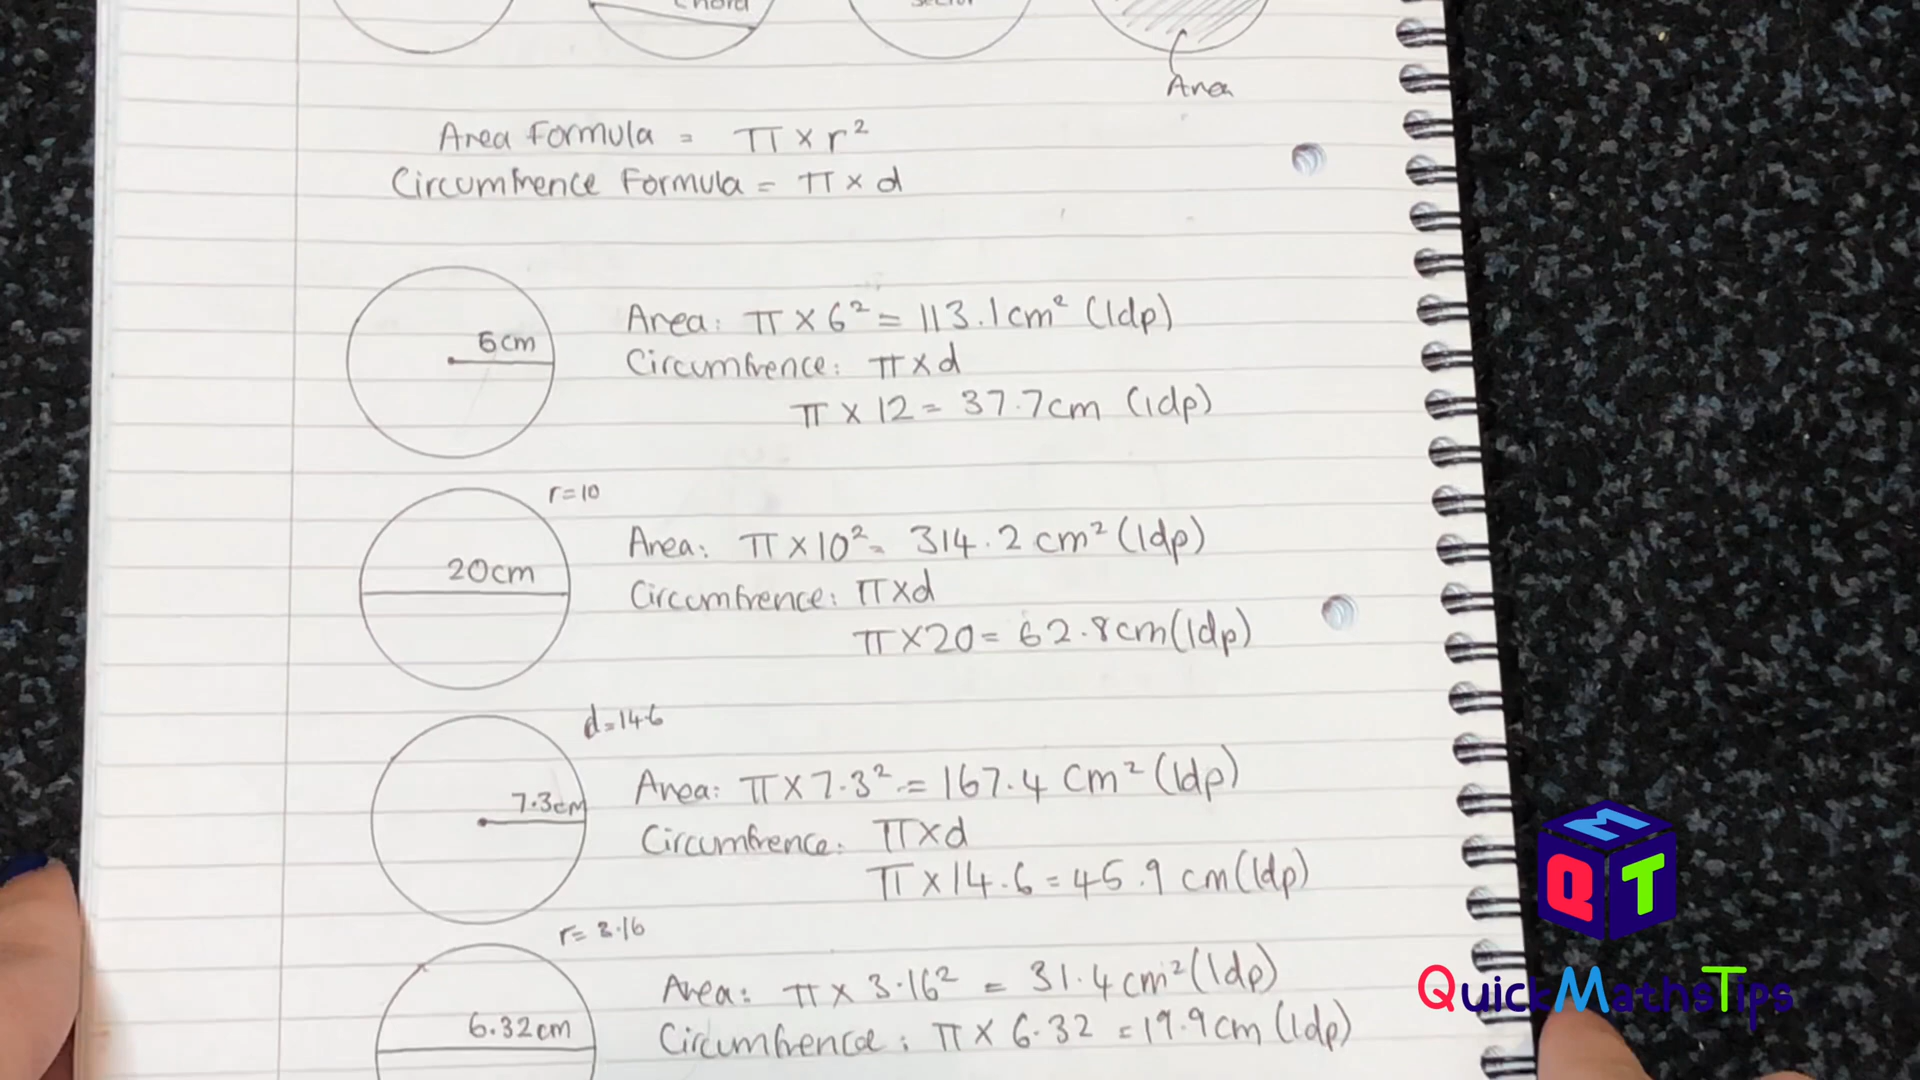 Chord
sector
Area
Area Formula = π × r²
Circumfrence Formula = π × d
6cm
Area: π × 6² = 113.1cm² (1dp)
Circumfrence: π × d
π × 12 = 37.7cm (1dp)
r=10
20cm
Area: π × 10² = 314.2 cm² (1dp)
Circumfrence: π×d
π × 20 = 62.8cm (1dp)
d=14.6
7.3cm
Area: π × 7.3² = 167.4 cm² (1dp)
Circumfrence: π×d
π × 14.6 = 45.9 cm (1dp)
r= 3.16
6.32cm
Area: π × 3.16² = 31.4cm² (1dp)
Circumfrence: π × 6.32 = 19.9cm (1dp)
M
Q T
QuickMathsTips